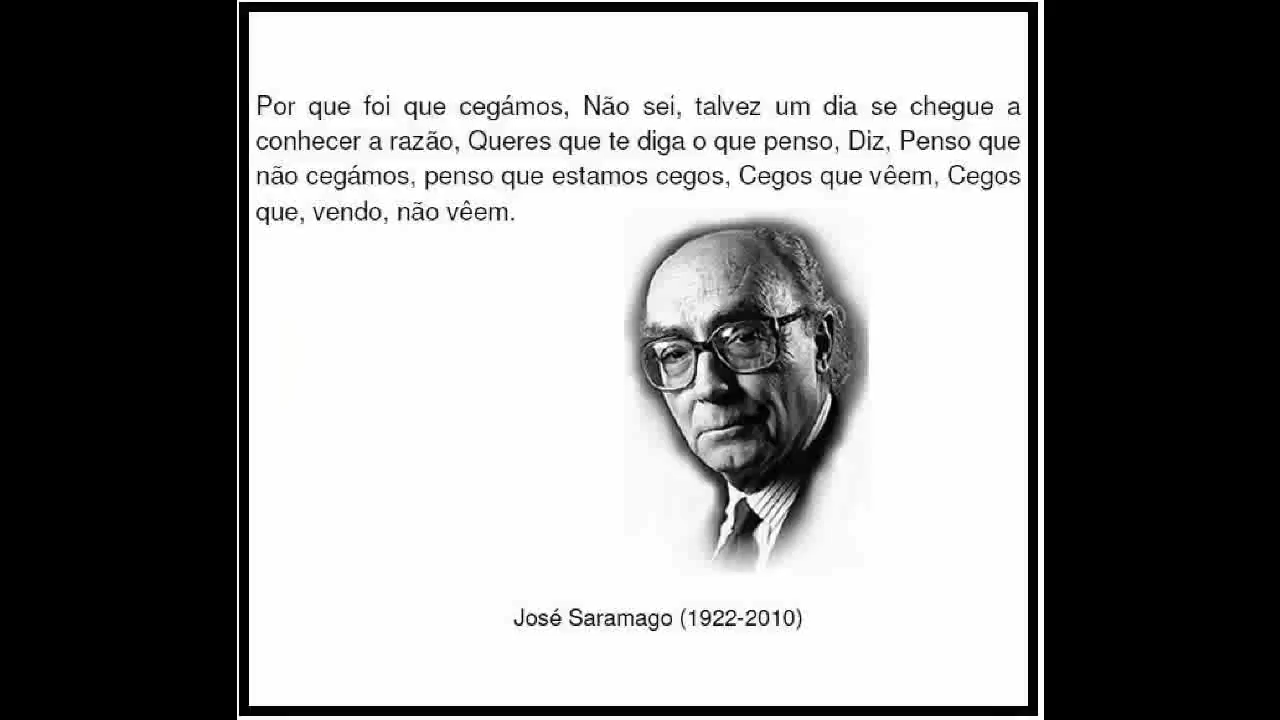 Por que foi que cegámos, Não sei, talvez um dia se chegue a
conhecer a razão, Queres que te diga o que penso, Diz, Penso que
não cegámos, penso que estamos cegos, Cegos que vêem, Cegos
que, vendo, não vêem.
José Saramago (1922-2010)